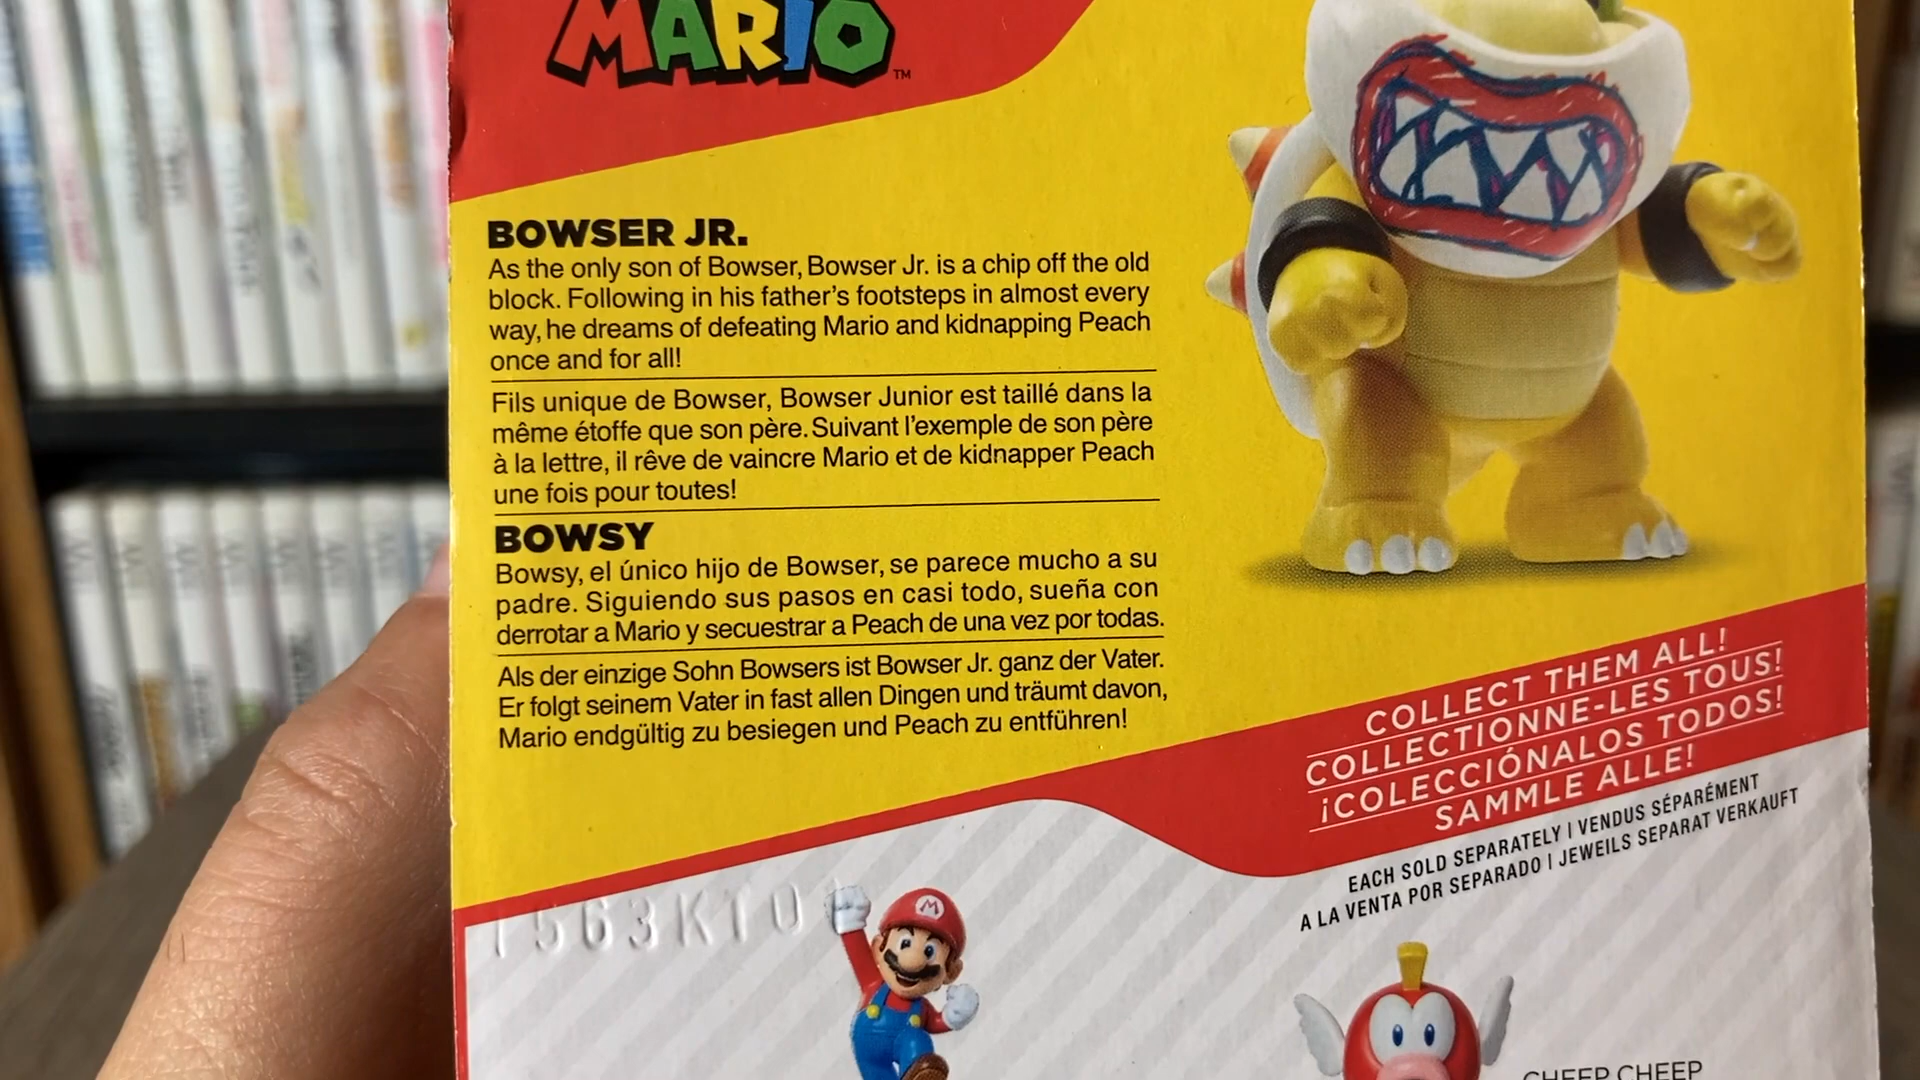 MARIO™
BOWSER JR.
As the only son of Bowser, Bowser Jr. is a chip off the old
block. Following in his father's footsteps in almost every
way, he dreams of defeating Mario and kidnapping Peach
once and for all!
Fils unique de Bowser, Bowser Junior est taillé dans la
même étoffe que son père. Suivant l'exemple de son père
à la lettre, il rêve de vaincre Mario et de kidnapper Peach
une fois pour toutes!
BOWSY
Bowsy, el único hijo de Bowser, se parece mucho a su
padre. Siguiendo sus pasos en casi todo, sueña con
derrotar a Mario y secuestrar a Peach de una vez por todas.
Als der einzige Sohn Bowsers ist Bowser Jr. ganz der Vater.
Er folgt seinem Vater in fast allen Dingen und träumt davon,
Mario endgültig zu besiegen und Peach zu entführen!
COLLECT THEM ALL!
COLLECTIONNE-LES TOUS!
¡COLECCIÓNALOS TODOS!
SAMMLE ALLE!
EACH SOLD SEPARATELY | VENDUS SÉPARÉMENT
A LA VENTA POR SEPARADO | JEWEILS SEPARAT VERKAUFT
M
CHEEP CHEEP